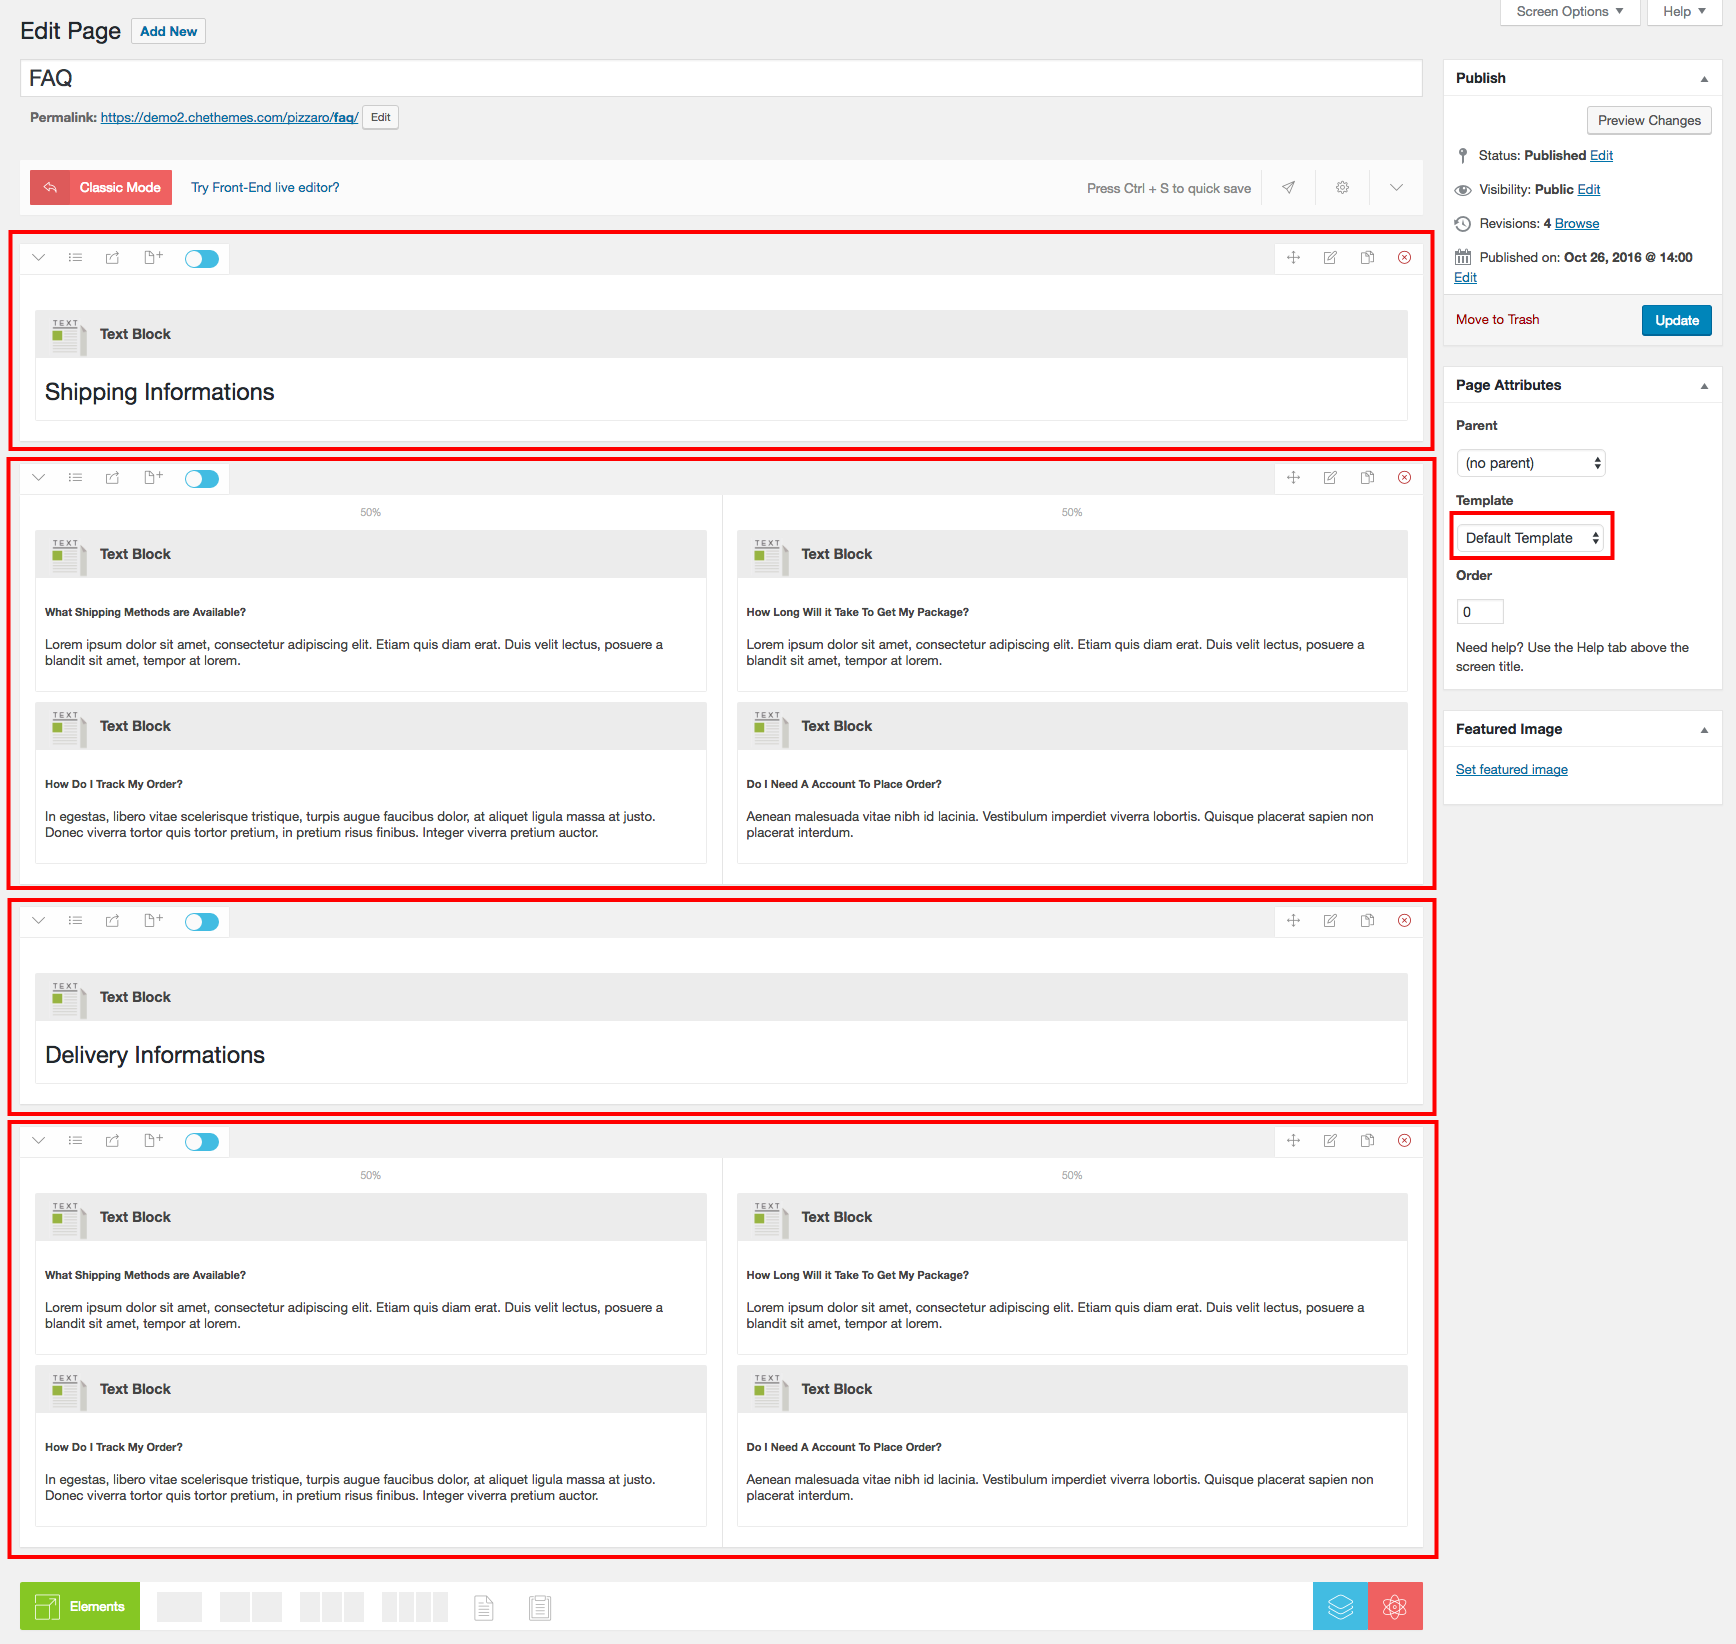 Screen Options ▼
Help ▼
Edit Page
Add New
FAQ
Permalink: https://demo2.chethemes.com/pizzaro/faq/
Edit
Classic Mode
Try Front-End live editor?
Press Ctrl + S to quick save
TEXT
Text Block
Shipping Informations
50%
50%
TEXT
Text Block
What Shipping Methods are Available?
Lorem ipsum dolor sit amet, consectetur adipiscing elit. Etiam quis diam erat. Duis velit lectus, posuere a
blandit sit amet, tempor at lorem.
TEXT
Text Block
How Long Will it Take To Get My Package?
Lorem ipsum dolor sit amet, consectetur adipiscing elit. Etiam quis diam erat. Duis velit lectus, posuere a
blandit sit amet, tempor at lorem.
TEXT
Text Block
How Do I Track My Order?
In egestas, libero vitae scelerisque tristique, turpis augue faucibus dolor, at aliquet ligula massa at justo.
Donec viverra tortor quis tortor pretium, in pretium risus finibus. Integer viverra pretium auctor.
TEXT
Text Block
Do I Need A Account To Place Order?
Aenean malesuada vitae nibh id lacinia. Vestibulum imperdiet viverra lobortis. Quisque placerat sapien non
placerat interdum.
TEXT
Text Block
Delivery Informations
50%
50%
TEXT
Text Block
What Shipping Methods are Available?
Lorem ipsum dolor sit amet, consectetur adipiscing elit. Etiam quis diam erat. Duis velit lectus, posuere a
blandit sit amet, tempor at lorem.
TEXT
Text Block
How Long Will it Take To Get My Package?
Lorem ipsum dolor sit amet, consectetur adipiscing elit. Etiam quis diam erat. Duis velit lectus, posuere a
blandit sit amet, tempor at lorem.
TEXT
Text Block
How Do I Track My Order?
In egestas, libero vitae scelerisque tristique, turpis augue faucibus dolor, at aliquet ligula massa at justo.
Donec viverra tortor quis tortor pretium, in pretium risus finibus. Integer viverra pretium auctor.
TEXT
Text Block
Do I Need A Account To Place Order?
Aenean malesuada vitae nibh id lacinia. Vestibulum imperdiet viverra lobortis. Quisque placerat sapien non
placerat interdum.
Elements
Publish
Preview Changes
Status: Published Edit
Visibility: Public Edit
Revisions: 4 Browse
Published on: Oct 26, 2016 @ 14:00
Edit
Move to Trash
Update
Page Attributes
Parent
(no parent)
Template
Default Template
Order
0
Need help? Use the Help tab above the
screen title.
Featured Image
Set featured image